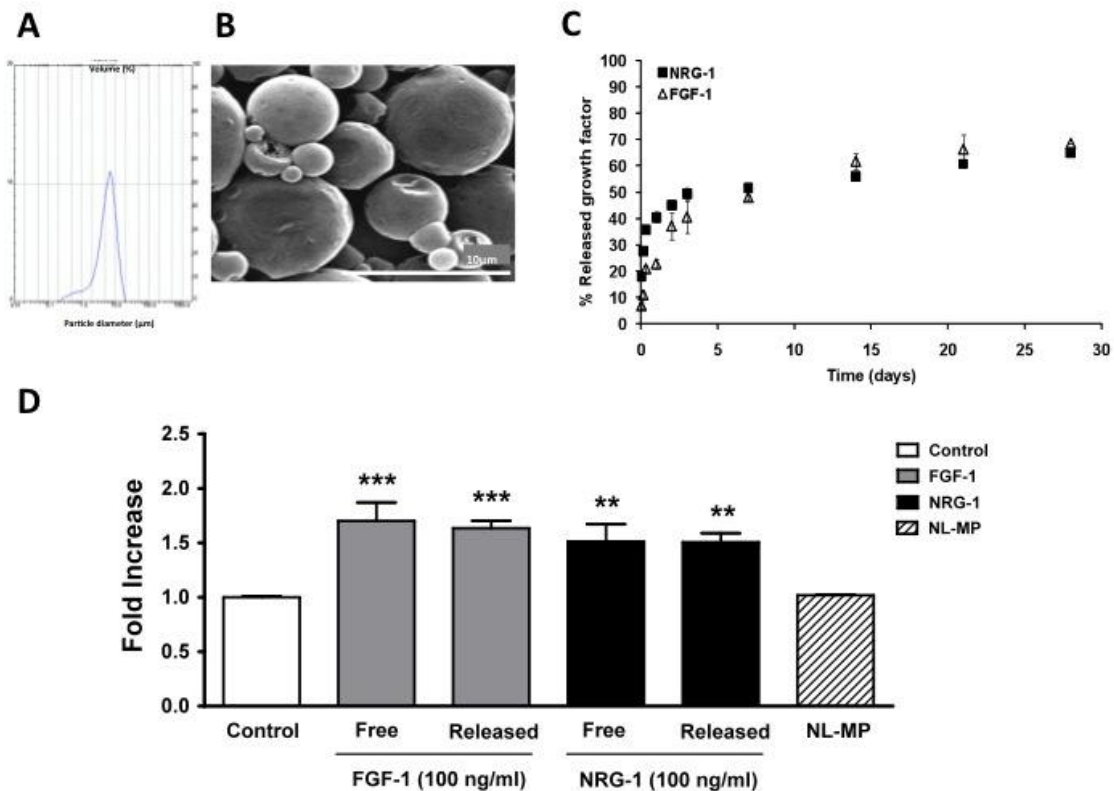 A
B
C
Volume (%)
20
10
0
Particle diameter (µm)
10µm
100
90
80
70
60
50
40
30
20
10
0
% Released growth factor
NRG-1
FGF-1
0 5 10 15 20 25 30
Time (days)
D
2.5
2.0
1.5
1.0
0.5
0.0
Fold Increase
*** *** ** **
Control
FGF-1
NRG-1
NL-MP
Control Free Released Free Released NL-MP
FGF-1 (100 ng/ml) NRG-1 (100 ng/ml)